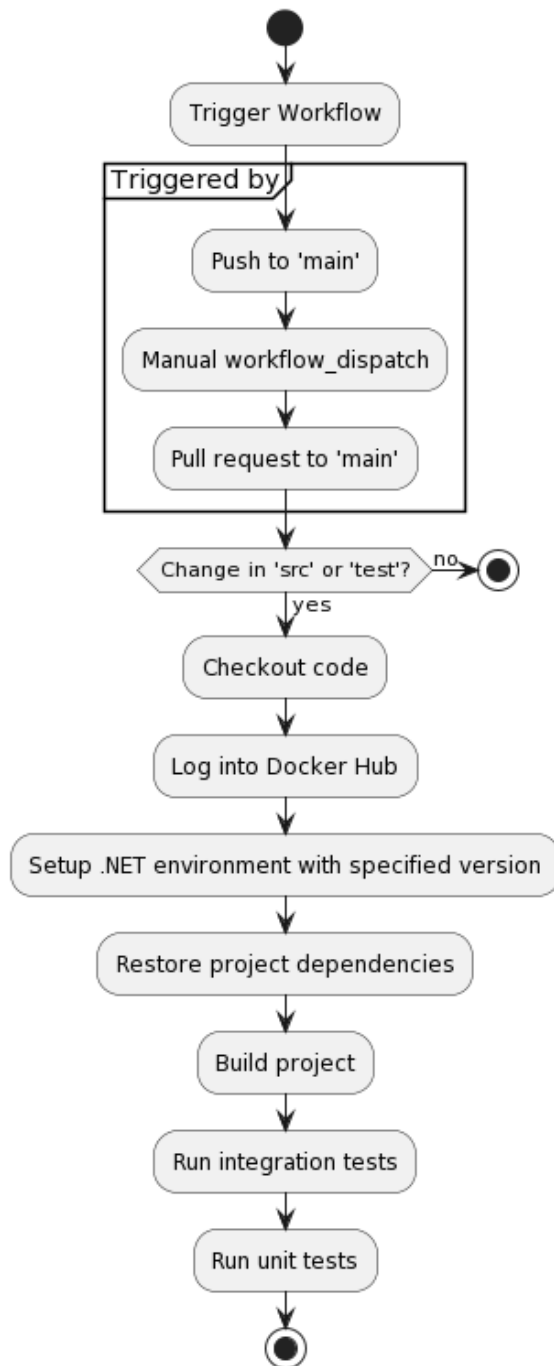 Trigger Workflow
Triggered by
Push to 'main'
Manual workflow_dispatch
Pull request to 'main'
Change in 'src' or 'test'?
no
yes
Checkout code
Log into Docker Hub
Setup .NET environment with specified version
Restore project dependencies
Build project
Run integration tests
Run unit tests